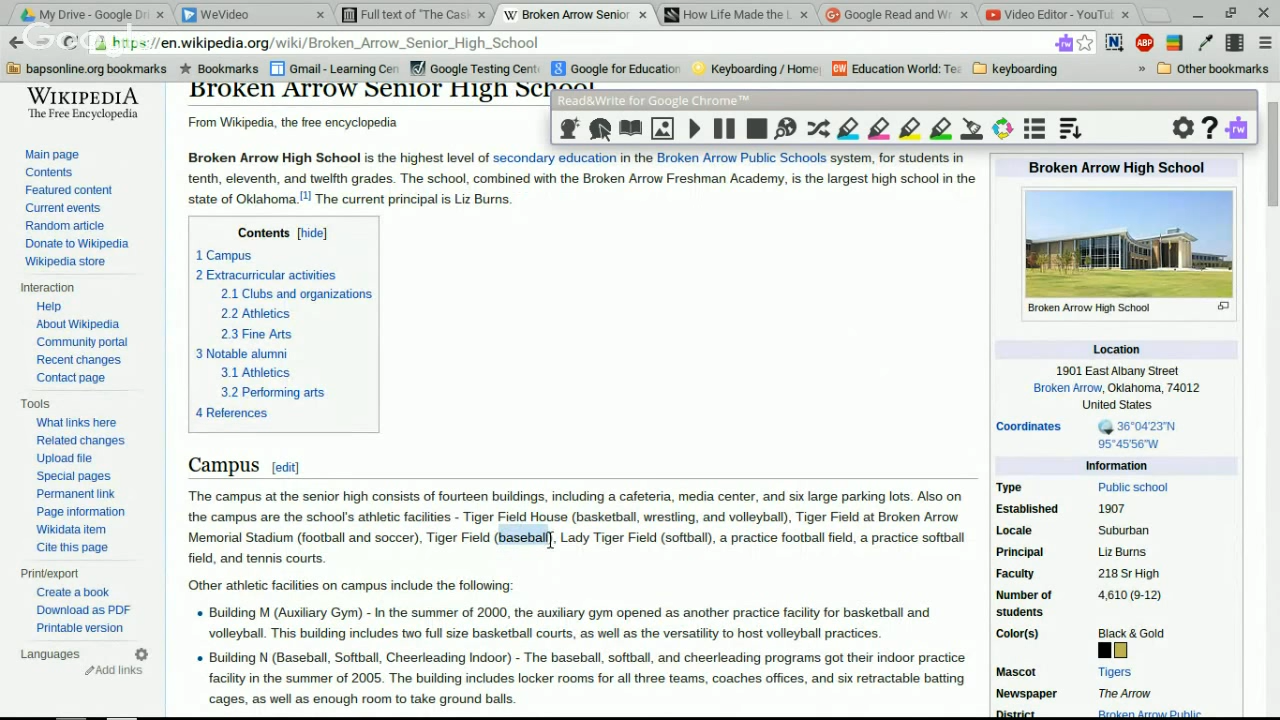 My Drive - Google Dri
WeVideo
Full text of "The Cask
Broken Arrow Senior
How Life Made the L
Google Read and Wr
Video Editor - YouTu
https://en.wikipedia.org/wiki/Broken_Arrow_Senior_High_School
bapsonline.org bookmarks
Bookmarks
Gmail - Learning Cen
Google Testing Cente
Google for Education
Keyboarding / Home
Education World: Tea
keyboarding
» Other bookmarks
WIKIPEDIA
The Free Encyclopedia
Main page
Contents
Featured content
Current events
Random article
Donate to Wikipedia
Wikipedia store
Interaction
Help
About Wikipedia
Community portal
Recent changes
Contact page
Tools
What links here
Related changes
Upload file
Special pages
Permanent link
Page information
Wikidata item
Cite this page
Print/export
Create a book
Download as PDF
Printable version
Languages
Add links
Broken Arrow Senior High School
From Wikipedia, the free encyclopedia
Read&Write for Google Chrome™
Broken Arrow High School is the highest level of secondary education in the Broken Arrow Public Schools system, for students in
tenth, eleventh, and twelfth grades. The school, combined with the Broken Arrow Freshman Academy, is the largest high school in the
state of Oklahoma.[1] The current principal is Liz Burns.
Contents [hide]
1 Campus
2 Extracurricular activities
2.1 Clubs and organizations
2.2 Athletics
2.3 Fine Arts
3 Notable alumni
3.1 Athletics
3.2 Performing arts
4 References
Campus [edit]
The campus at the senior high consists of fourteen buildings, including a cafeteria, media center, and six large parking lots. Also on
the campus are the school's athletic facilities - Tiger Field House (basketball, wrestling, and volleyball), Tiger Field at Broken Arrow
Memorial Stadium (football and soccer), Tiger Field (baseball), Lady Tiger Field (softball), a practice football field, a practice softball
field, and tennis courts.
Other athletic facilities on campus include the following:
• Building M (Auxiliary Gym) - In the summer of 2000, the auxiliary gym opened as another practice facility for basketball and
volleyball. This building includes two full size basketball courts, as well as the versatility to host volleyball practices.
• Building N (Baseball, Softball, Cheerleading Indoor) - The baseball, softball, and cheerleading programs got their indoor practice
facility in the summer of 2005. The building includes locker rooms for all three teams, coaches offices, and six retractable batting
cages, as well as enough room to take ground balls.
Broken Arrow High School
Broken Arrow High School
Location
1901 East Albany Street
Broken Arrow, Oklahoma, 74012
United States
Coordinates 36°04′23″N
95°45′56″W
Information
Type Public school
Established 1907
Locale Suburban
Principal Liz Burns
Faculty 218 Sr High
Number of 4,610 (9-12)
students
Color(s) Black & Gold
Mascot Tigers
Newspaper The Arrow
District Broken Arrow Public